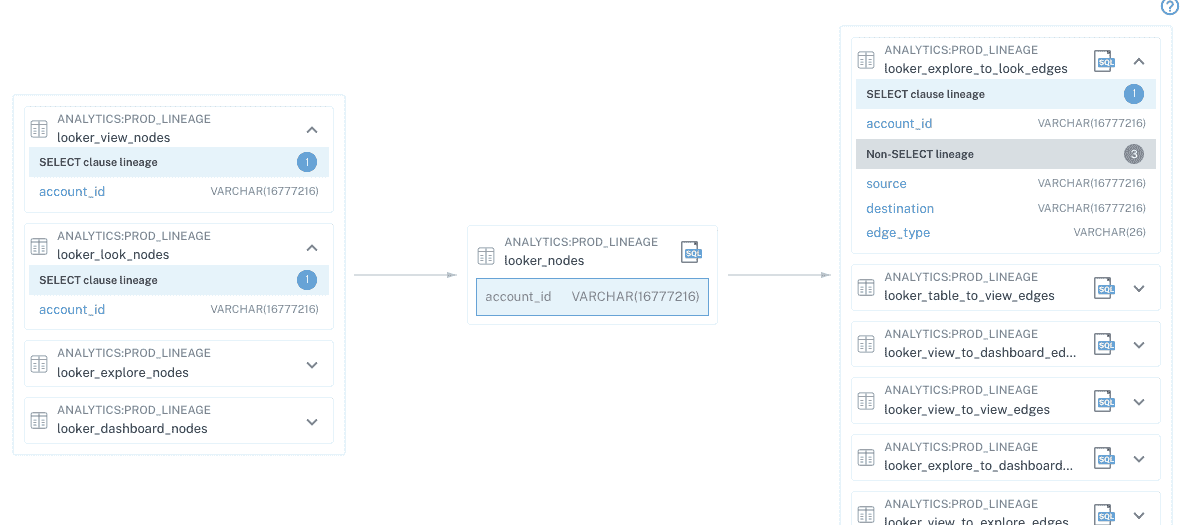 ?
ANALYTICS:PROD_LINEAGE
looker_view_nodes
SELECT clause lineage 1
account_id VARCHAR(16777216)
ANALYTICS:PROD_LINEAGE
looker_look_nodes
SELECT clause lineage 1
account_id VARCHAR(16777216)
ANALYTICS:PROD_LINEAGE
looker_explore_nodes
ANALYTICS:PROD_LINEAGE
looker_dashboard_nodes
ANALYTICS:PROD_LINEAGE
looker_nodes
SQL
account_id VARCHAR(16777216)
ANALYTICS:PROD_LINEAGE
looker_explore_to_look_edges
SQL
SELECT clause lineage 1
account_id VARCHAR(16777216)
Non-SELECT lineage 3
source VARCHAR(16777216)
destination VARCHAR(16777216)
edge_type VARCHAR(26)
ANALYTICS:PROD_LINEAGE
looker_table_to_view_edges
SQL
ANALYTICS:PROD_LINEAGE
looker_view_to_dashboard_ed...
SQL
ANALYTICS:PROD_LINEAGE
looker_view_to_view_edges
SQL
ANALYTICS:PROD_LINEAGE
looker_explore_to_dashboard...
SQL
ANALYTICS:PROD_LINEAGE
looker_view_to_explore_edges
SQL